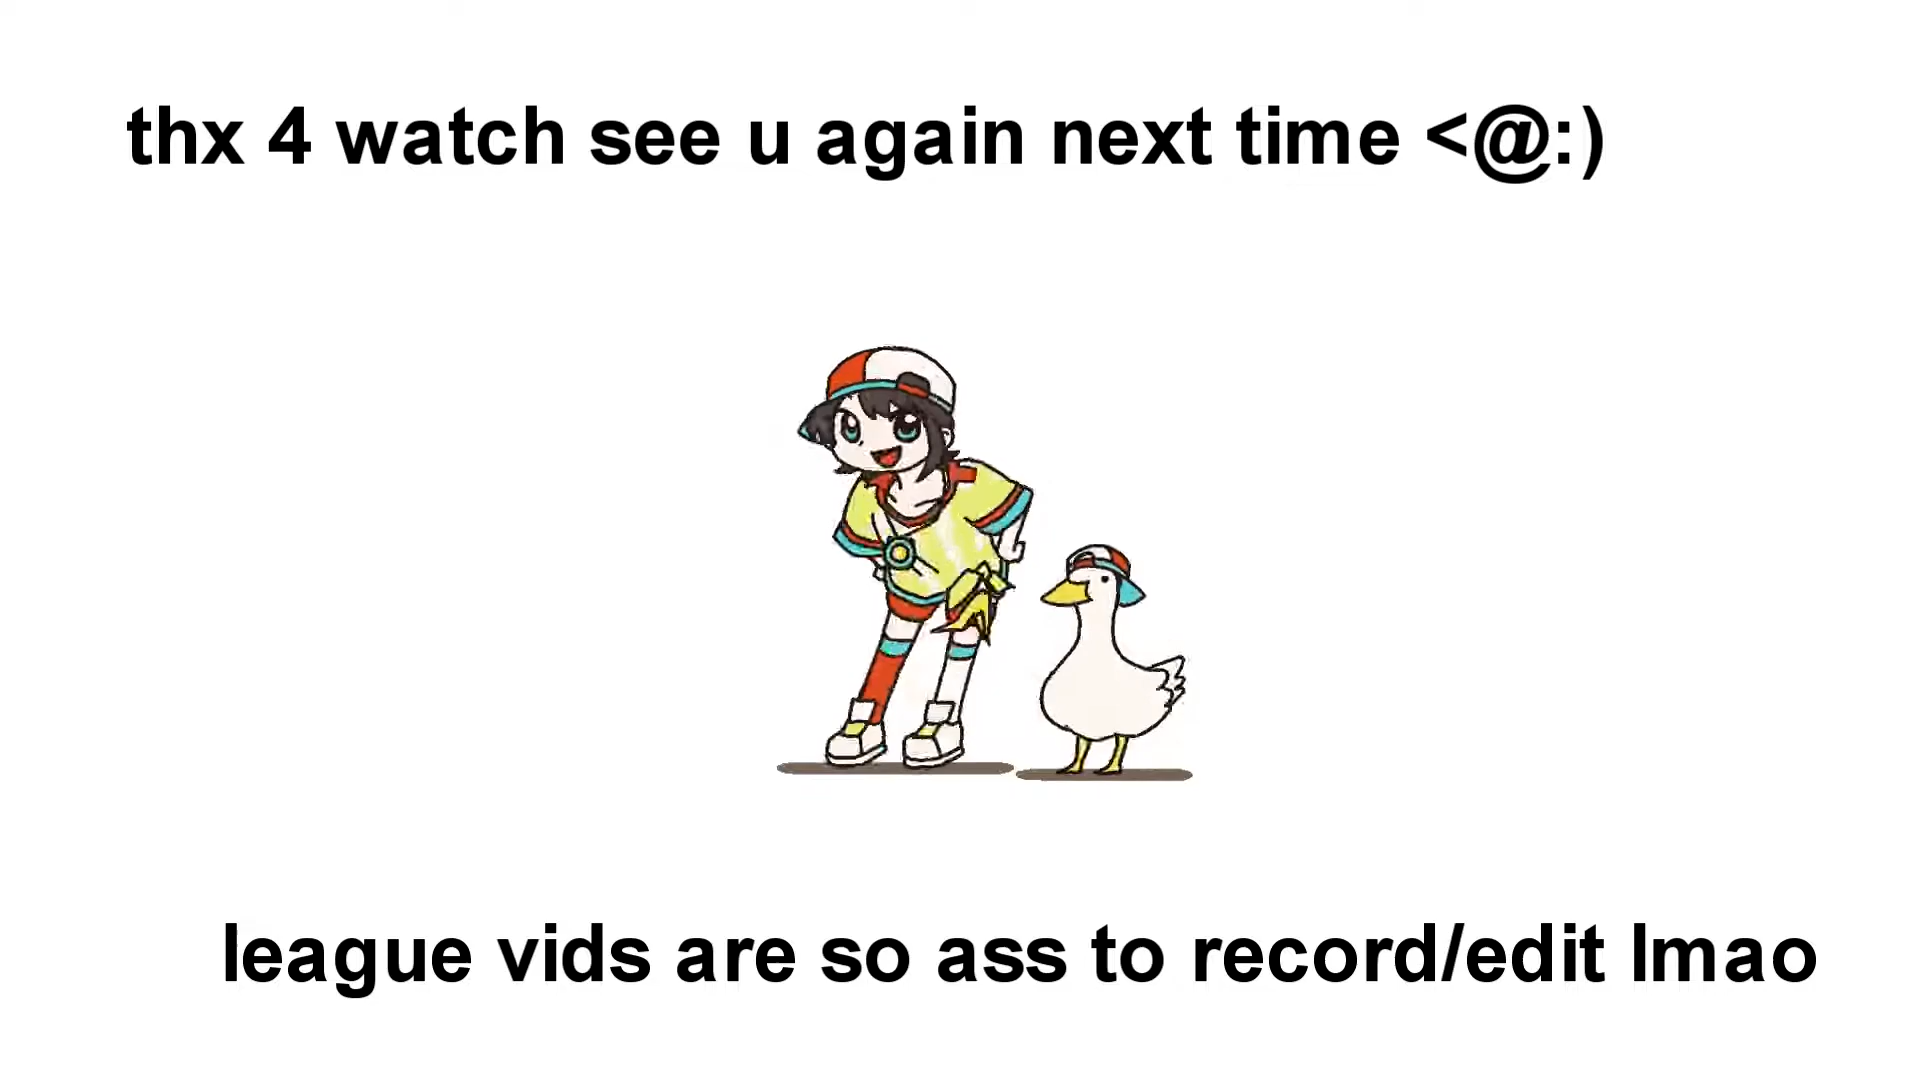 thx 4 watch see u again next time <@:)
league vids are so ass to record/edit lmao